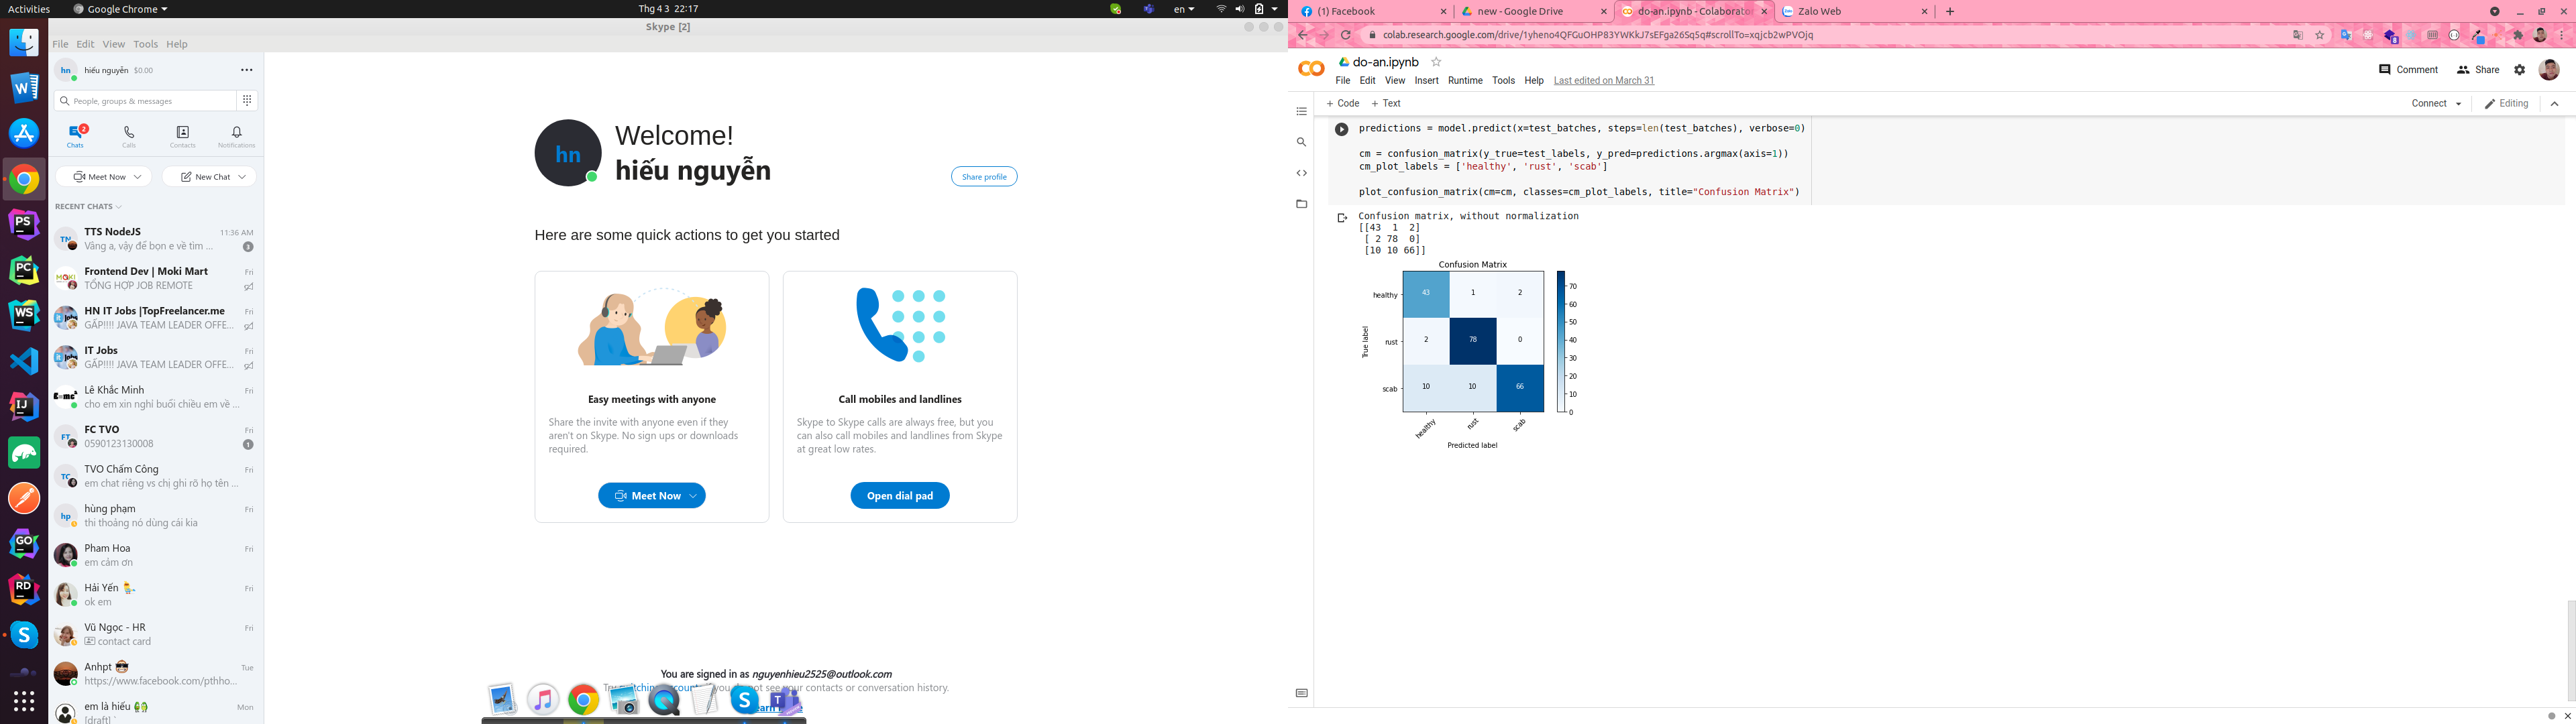 Activities
Google Chrome
Thg 4 3 22:17
en
Skype [2]
File Edit View Tools Help
hn
hiếu nguyễn $0.00
People, groups & messages
2
Chats Calls Contacts Notifications
Meet Now
New Chat
RECENT CHATS
TTS NodeJS 11:36 AM
Vâng ạ, vậy để bọn e về tìm ... 3
Frontend Dev | Moki Mart Fri
TỔNG HỢP JOB REMOTE
HN IT Jobs |TopFreelancer.me Fri
GẤP!!!! JAVA TEAM LEADER OFFE...
IT Jobs Fri
GẤP!!!! JAVA TEAM LEADER OFFE...
Lê Khắc Minh Fri
cho em xin nghỉ buổi chiều em về ...
FT
FC TVO Fri
0590123130008 1
TVO Chấm Công Fri
em chat riêng vs chị ghi rõ họ tên ...
hp
hùng phạm Fri
thi thoảng nó dùng cái kia
Pham Hoa Fri
em cảm ơn
Hải Yến Fri
ok em
Vũ Ngọc - HR Fri
contact card
Anhpt Tue
https://www.facebook.com/pthho...
em là hiếu Mon
[draft] `
hn
Welcome!
hiếu nguyễn
Share profile
Here are some quick actions to get you started
Easy meetings with anyone
Share the invite with anyone even if they
aren't on Skype. No sign ups or downloads
required.
Meet Now
Call mobiles and landlines
Skype to Skype calls are always free, but you
can also call mobiles and landlines from Skype
at great low rates.
Open dial pad
You are signed in as nguyenhieu2525@outlook.com
not see your contacts or conversation history.
(1) Facebook
new - Google Drive
do-an.ipynb - Colaborato
Zalo Web
colab.research.google.com/drive/1yheno4QFGuOHP83YWKkJ7sEFga26Sq5q#scrollTo=xqjcb2wPVOjq
do-an.ipynb
File Edit View Insert Runtime Tools Help Last edited on March 31
Comment
Share
+ Code + Text
Connect
Editing
predictions = model.predict(x=test_batches, steps=len(test_batches), verbose=0)
cm = confusion_matrix(y_true=test_labels, y_pred=predictions.argmax(axis=1))
cm_plot_labels = ['healthy', 'rust', 'scab']
plot_confusion_matrix(cm=cm, classes=cm_plot_labels, title="Confusion Matrix")
Confusion matrix, without normalization
[[43 1 2]
[ 2 78 0]
[10 10 66]]
Confusion Matrix
True label
healthy 43 1 2
rust 2 78 0
scab 10 10 66
healthy rust scab
Predicted label
70
60
50
40
30
20
10
0